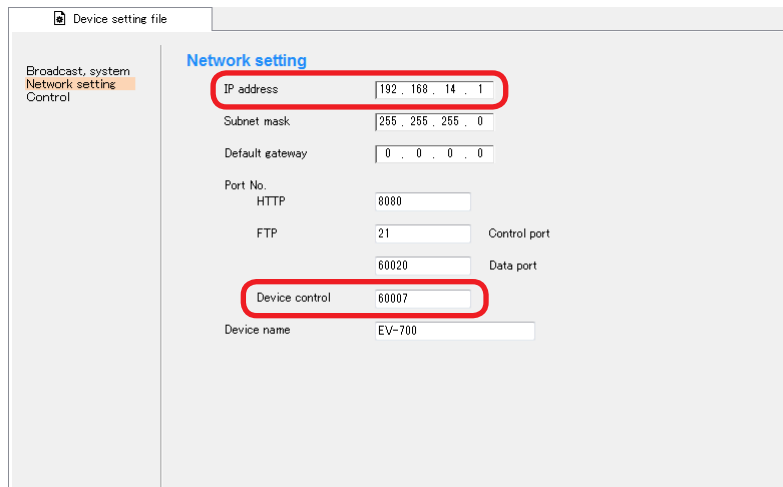 Device setting file
Broadcast, system
Network setting
Control
Network setting
IP address 192 . 168 . 14 . 1
Subnet mask 255 . 255 . 255 . 0
Default gateway 0 . 0 . 0 . 0
Port No.
HTTP 8080
FTP 21 Control port
60020 Data port
Device control 60007
Device name EV-700